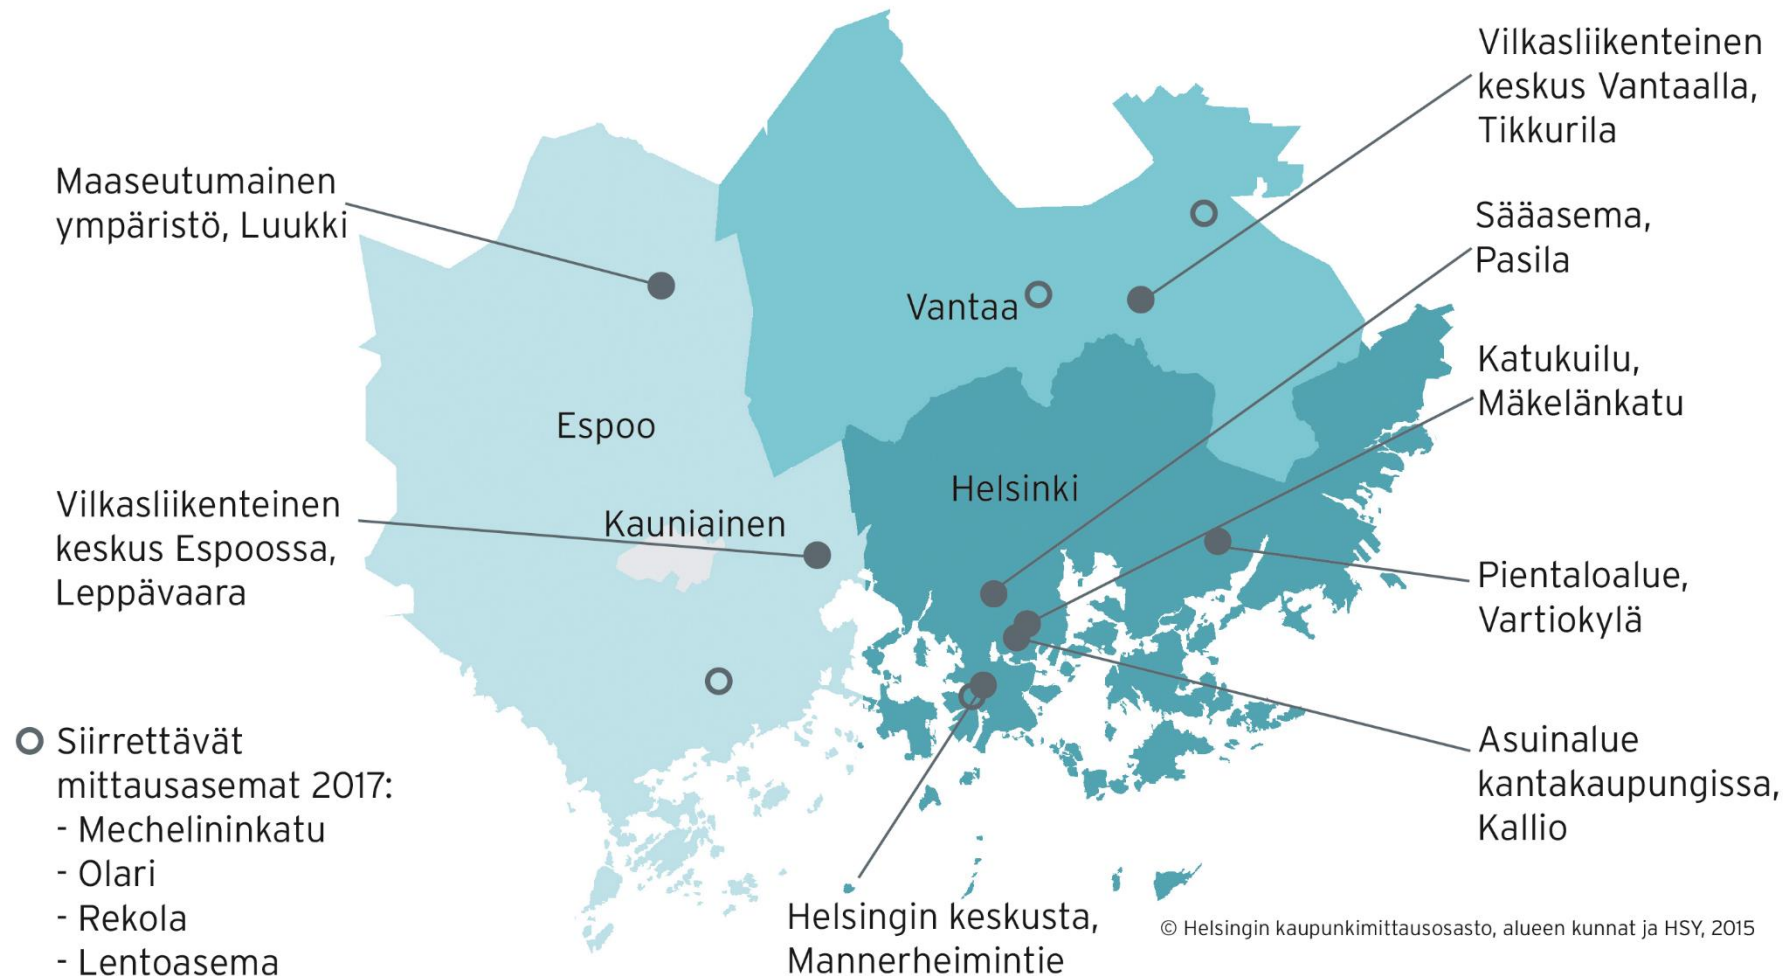 Vilkasliikenteinen
keskus Vantaalla,
Tikkurila
Maaseutumainen
ympäristö, Luukki
Sääasema,
Pasila
Vantaa
Katukuilu,
Mäkelänkatu
Espoo
Helsinki
Vilkasliikenteinen
keskus Espoossa,
Leppävaara
Kauniainen
Pientaloalue,
Vartiokylä
Siirrettävät
mittausasemat 2017:
- Mechelininkatu
- Olari
- Rekola
- Lentoasema
Asuinalue
kantakaupungissa,
Kallio
Helsingin keskusta,
Mannerheimintie
© Helsingin kaupunkimittausosasto, alueen kunnat ja HSY, 2015